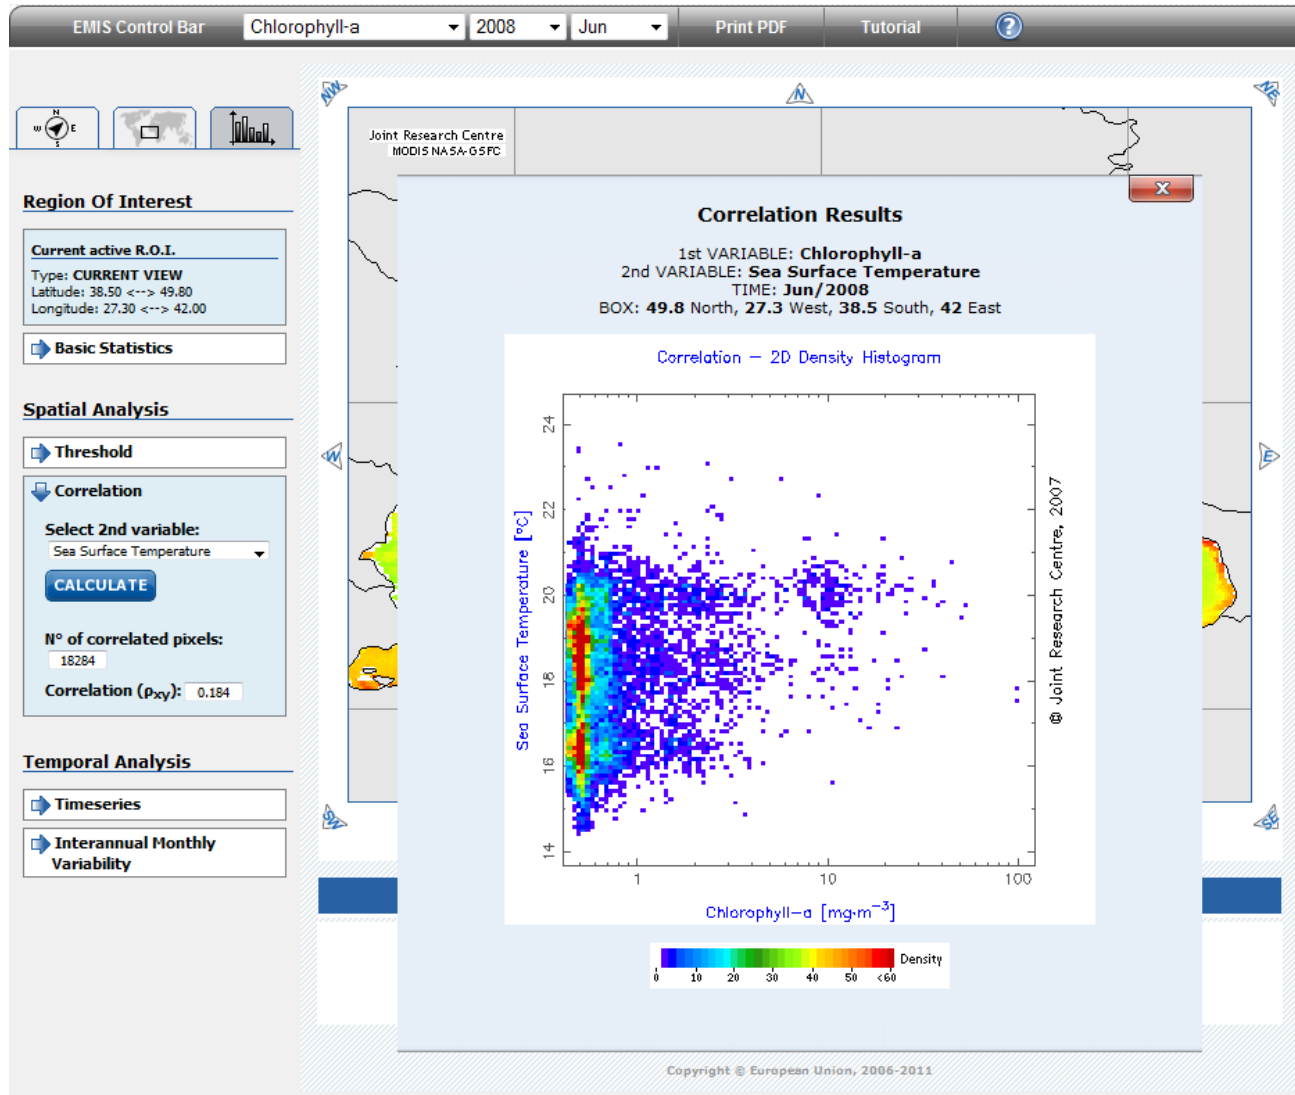 EMIS Control Bar Chlorophyll-a 2008 Jun Print PDF Tutorial ?
NW N NE
N W E S
Joint Research Centre
MODIS NASA-GSFC
Region Of Interest
Current active R.O.I.
Type: CURRENT VIEW
Latitude: 38.50 <--> 49.80
Longitude: 27.30 <--> 42.00
Basic Statistics
Spatial Analysis
Threshold
Correlation
Select 2nd variable:
Sea Surface Temperature
CALCULATE
N° of correlated pixels:
18284
Correlation (ρxy): 0.184
Temporal Analysis
Timeseries
Interannual Monthly
Variability
W E
SW SE
X
Correlation Results
1st VARIABLE: Chlorophyll-a
2nd VARIABLE: Sea Surface Temperature
TIME: Jun/2008
BOX: 49.8 North, 27.3 West, 38.5 South, 42 East
Correlation – 2D Density Histogram
Sea Surface Temperature [°C]
24
22
20
18
16
14
1 10 100
Chlorophyll-a [mg·m⁻³]
© Joint Research Centre, 2007
Density
0 10 20 30 40 50 <60
Copyright © European Union, 2006-2011